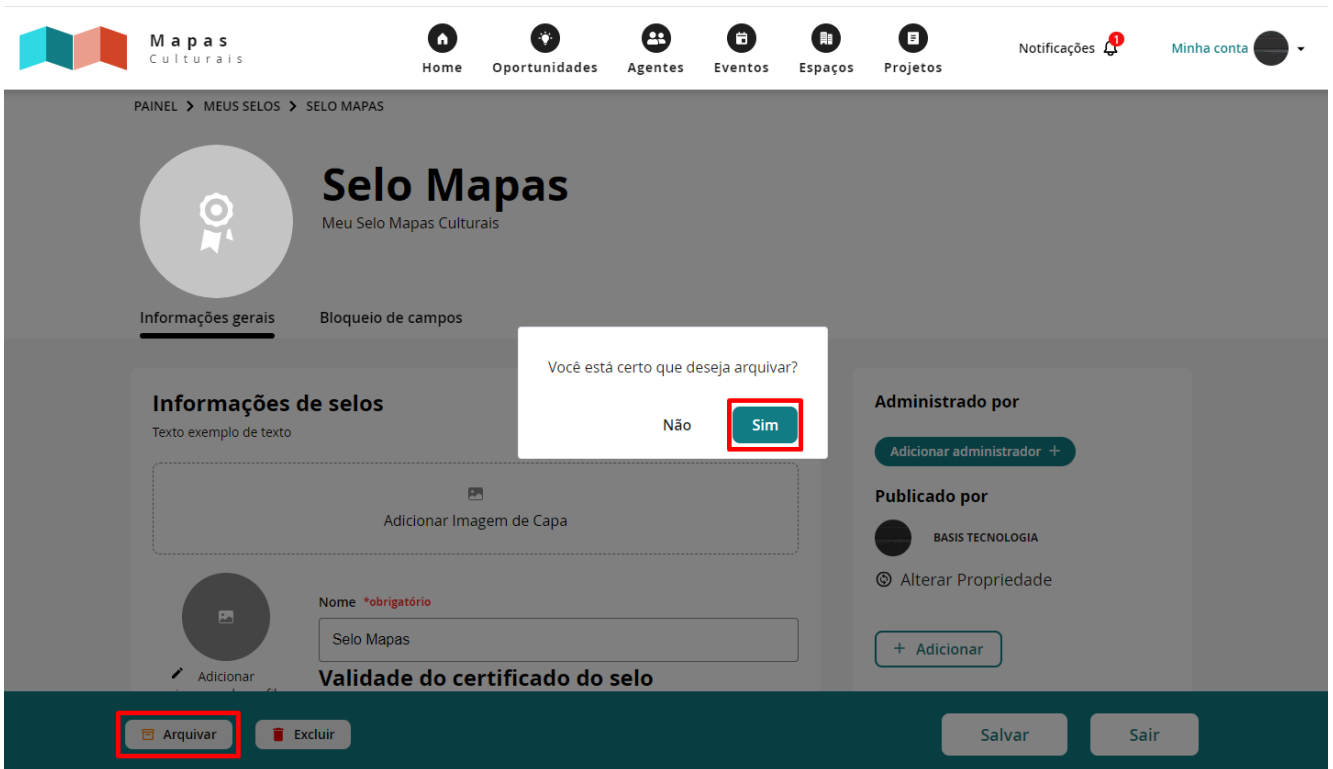 Mapas
Culturais
Home
Oportunidades
Agentes
Eventos
Espaços
Projetos
Notificações
1
Minha conta
PAINEL > MEUS SELOS > SELO MAPAS
Selo Mapas
Meu Selo Mapas Culturais
Informações gerais
Bloqueio de campos
Você está certo que deseja arquivar?
Não
Sim
Informações de selos
Texto exemplo de texto
Adicionar Imagem de Capa
Nome *obrigatório
Selo Mapas
Adicionar
Validade do certificado do selo
Administrado por
Adicionar administrador +
Publicado por
BASIS TECNOLOGIA
Alterar Propriedade
+ Adicionar
Arquivar
Excluir
Salvar
Sair